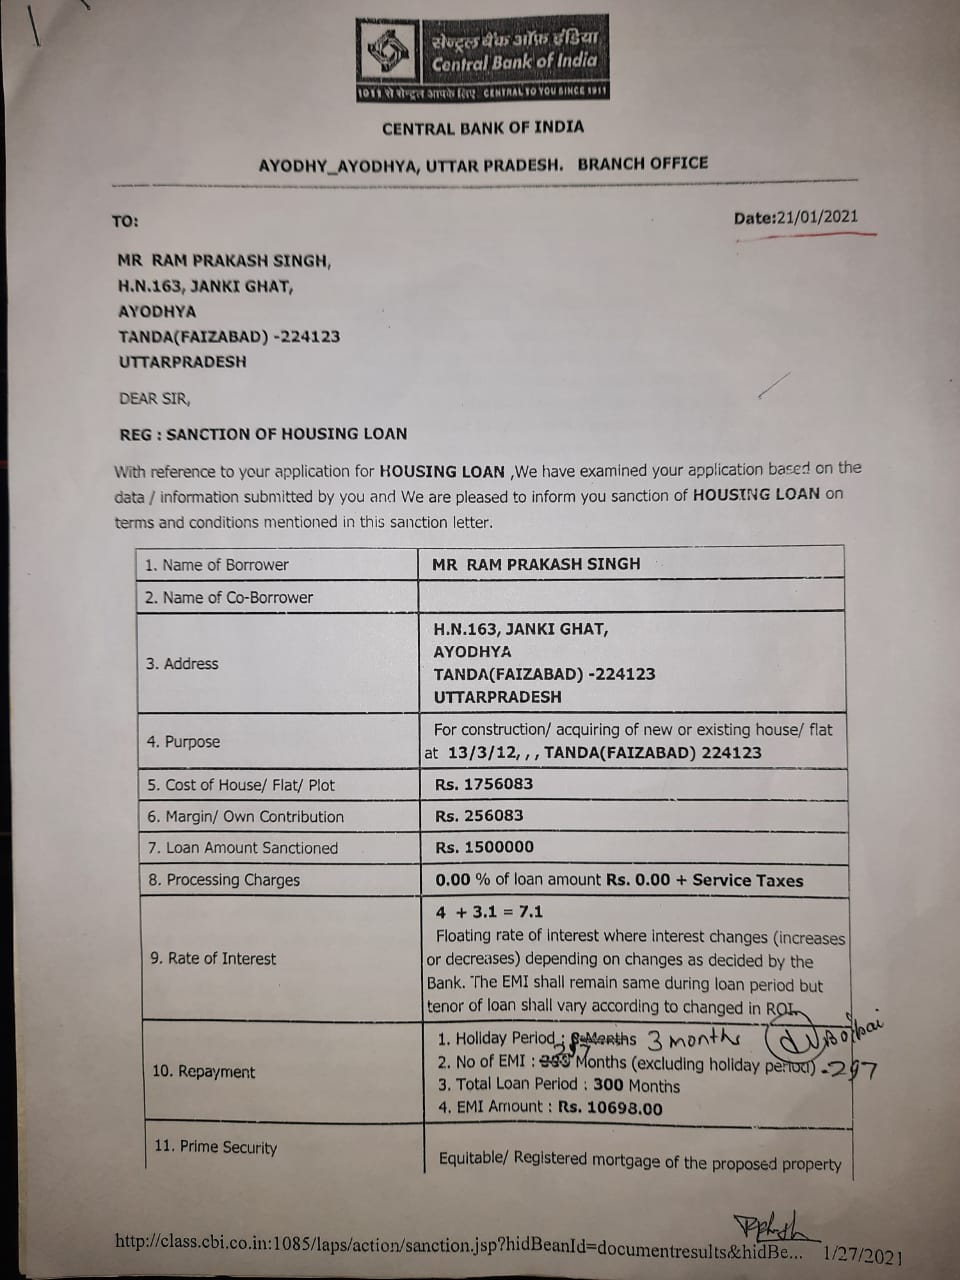 सेन्ट्रल बैंक ऑफ़ इंडिया
Central Bank of India
1911 से सेन्ट्रल आपके लिए CENTRAL TO YOU SINCE 1911
CENTRAL BANK OF INDIA
AYODHY_AYODHYA, UTTAR PRADESH. BRANCH OFFICE
TO:
Date:21/01/2021
MR RAM PRAKASH SINGH,
H.N.163, JANKI GHAT,
AYODHYA
TANDA(FAIZABAD) -224123
UTTARPRADESH
DEAR SIR,
REG : SANCTION OF HOUSING LOAN
With reference to your application for HOUSING LOAN ,We have examined your application based on the
data / information submitted by you and We are pleased to inform you sanction of HOUSING LOAN on
terms and conditions mentioned in this sanction letter.
1. Name of Borrower MR RAM PRAKASH SINGH
2. Name of Co-Borrower
3. Address
H.N.163, JANKI GHAT,
AYODHYA
TANDA(FAIZABAD) -224123
UTTARPRADESH
4. Purpose
For construction/ acquiring of new or existing house/ flat
at 13/3/12, , , TANDA(FAIZABAD) 224123
5. Cost of House/ Flat/ Plot Rs. 1756083
6. Margin/ Own Contribution Rs. 256083
7. Loan Amount Sanctioned Rs. 1500000
8. Processing Charges 0.00 % of loan amount Rs. 0.00 + Service Taxes
9. Rate of Interest
4 + 3.1 = 7.1
Floating rate of interest where interest changes (increases
or decreases) depending on changes as decided by the
Bank. The EMI shall remain same during loan period but
tenor of loan shall vary according to changed in ROI.
10. Repayment
1. Holiday Period : Months 3 months
2. No of EMI : Months (excluding holiday period) - 297
3. Total Loan Period : 300 Months
4. EMI Amount : Rs. 10698.00
11. Prime Security
Equitable/ Registered mortgage of the proposed property
http://class.cbi.co.in:1085/laps/action/sanction.jsp?hidBeanId=documentresults&hidBe... 1/27/2021